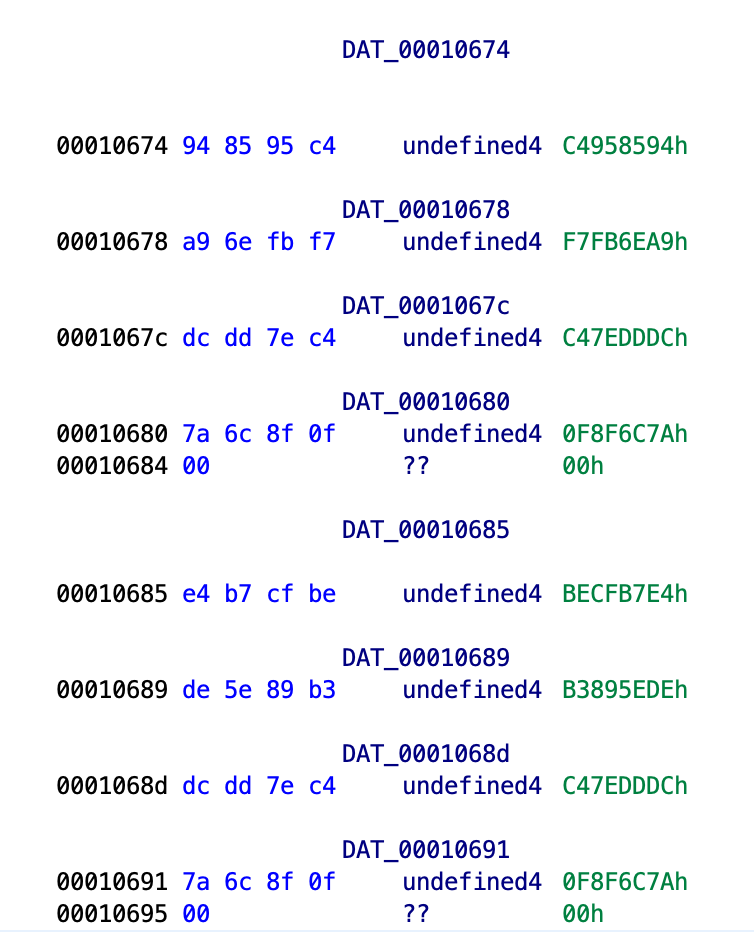 DAT_00010674
00010674 94 85 95 c4 undefined4 C4958594h
DAT_00010678
00010678 a9 6e fb f7 undefined4 F7FB6EA9h
DAT_0001067c
0001067c dc dd 7e c4 undefined4 C47EDDDCh
DAT_00010680
00010680 7a 6c 8f 0f undefined4 0F8F6C7Ah
00010684 00 ?? 00h
DAT_00010685
00010685 e4 b7 cf be undefined4 BECFB7E4h
DAT_00010689
00010689 de 5e 89 b3 undefined4 B3895EDEh
DAT_0001068d
0001068d dc dd 7e c4 undefined4 C47EDDDCh
DAT_00010691
00010691 7a 6c 8f 0f undefined4 0F8F6C7Ah
00010695 00 ?? 00h